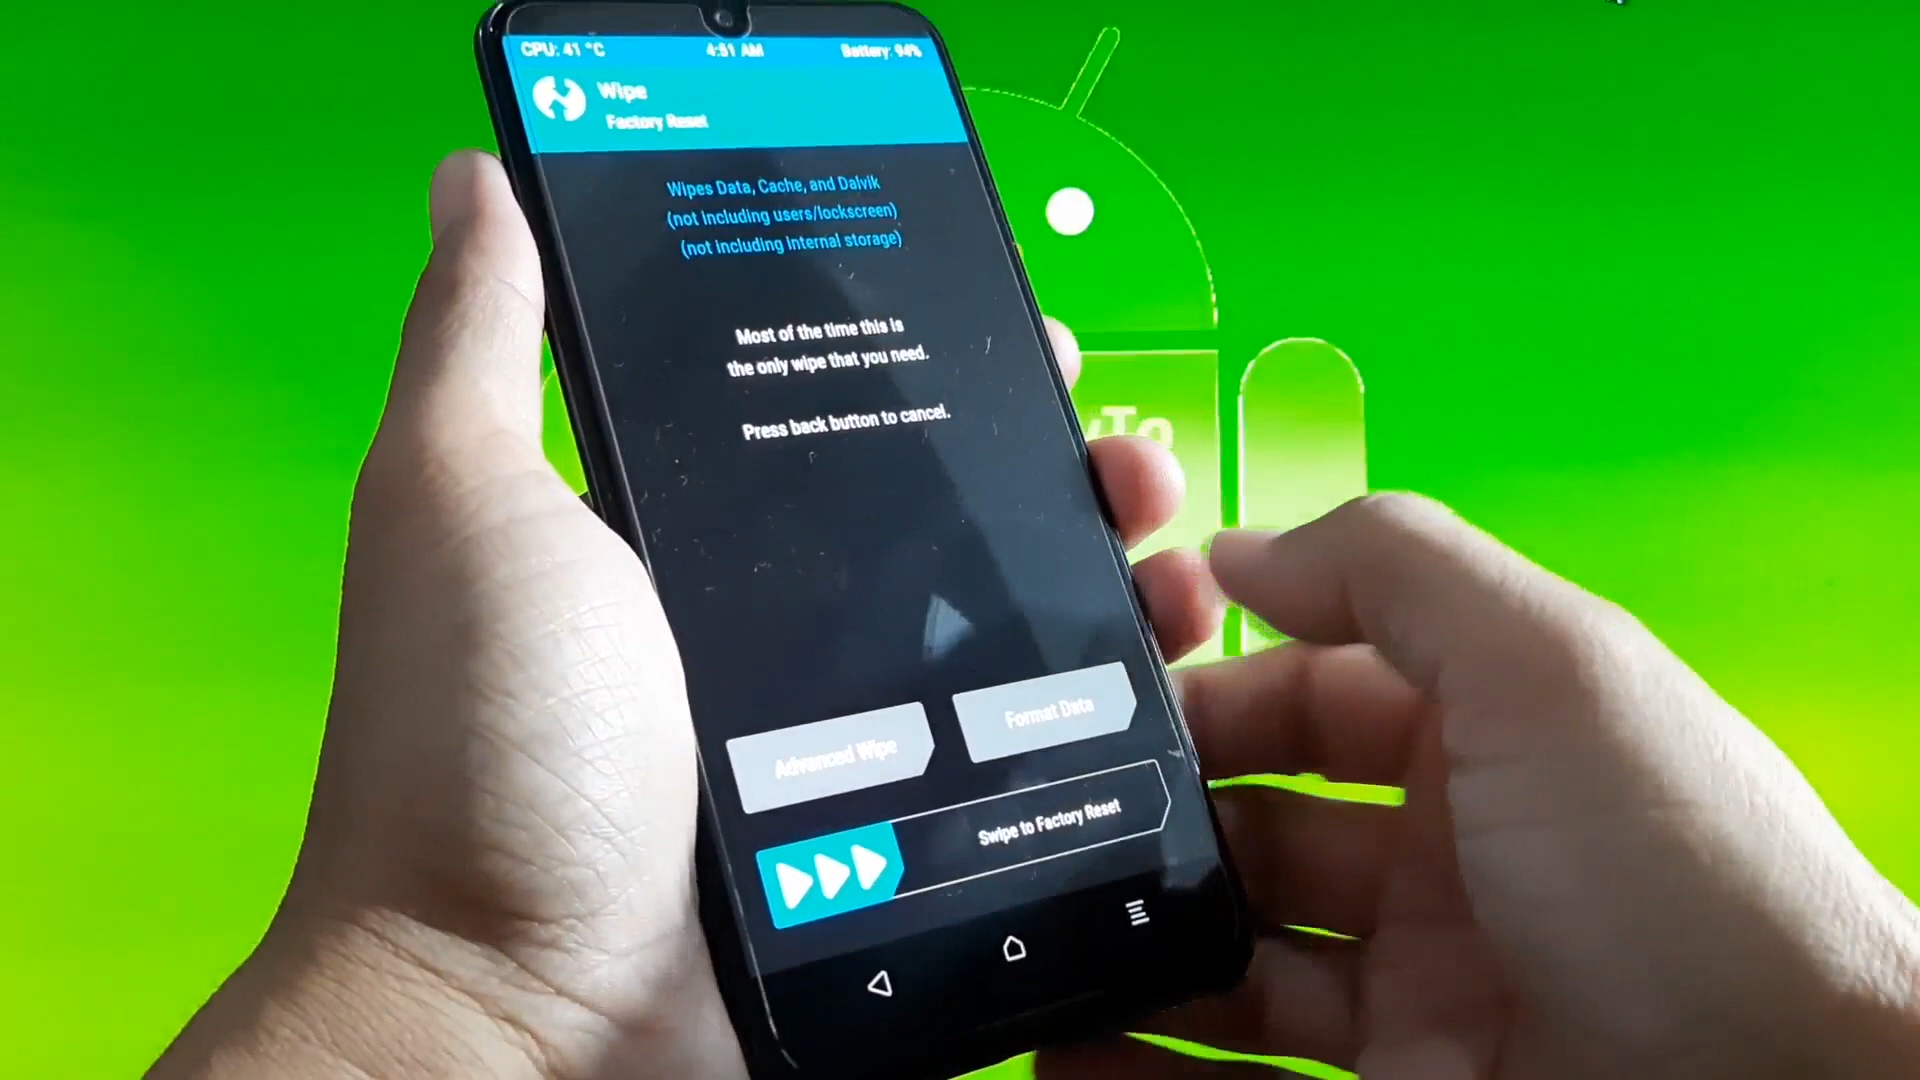 CPU: 41 °C
4:51 AM
Battery: 94%
Wipe
Factory Reset
Wipes Data, Cache, and Dalvik
(not including users/lockscreen)
(not including internal storage)
Most of the time this is
the only wipe that you need.
Press back button to cancel.
Advanced Wipe
Format Data
Swipe to Factory Reset
To